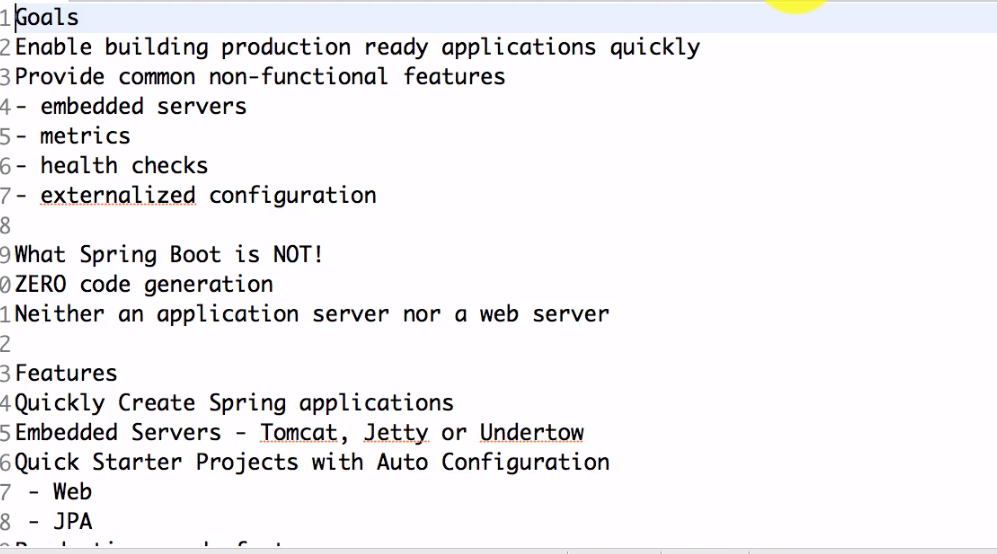 1 Goals
2 Enable building production ready applications quickly
3 Provide common non-functional features
4 - embedded servers
5 - metrics
6 - health checks
7 - externalized configuration
8
9 What Spring Boot is NOT!
0 ZERO code generation
1 Neither an application server nor a web server
2
3 Features
4 Quickly Create Spring applications
5 Embedded Servers - Tomcat, Jetty or Undertow
6 Quick Starter Projects with Auto Configuration
7 - Web
8 - JPA